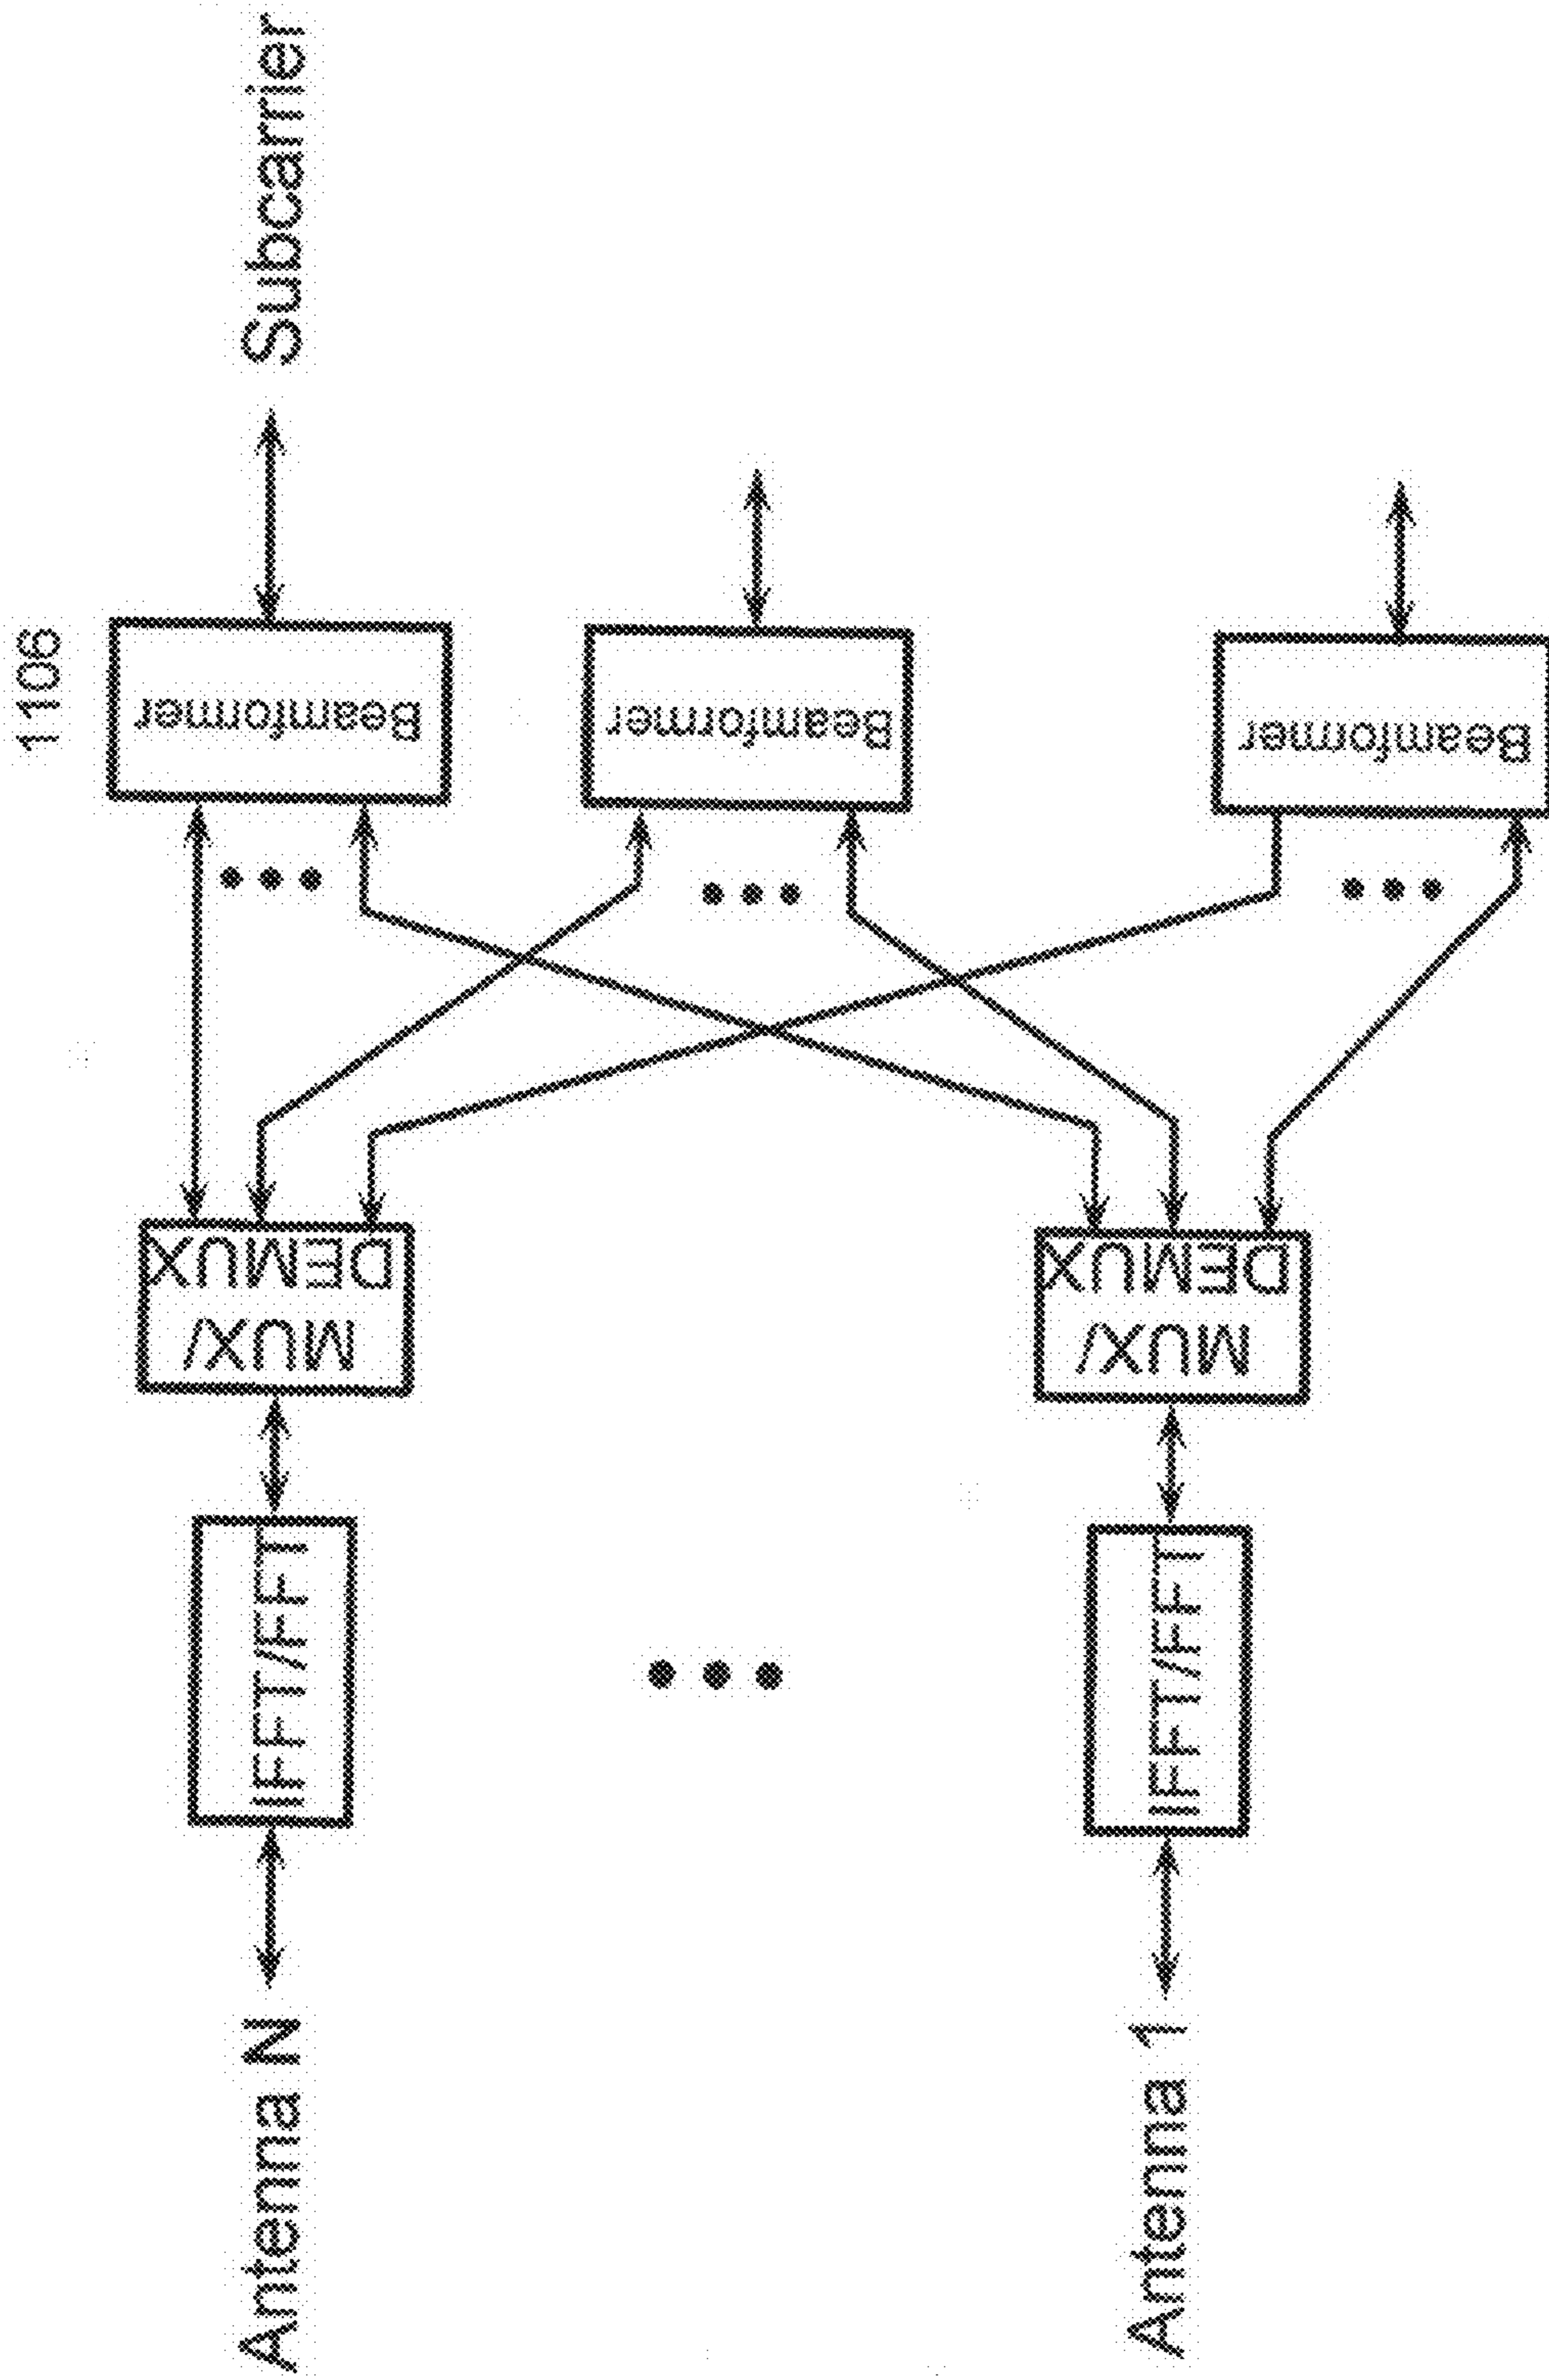 1106
Subcarrier
Beamformer
Beamformer
Beamformer
MUX/
DEMUX
MUX/
DEMUX
IFFT/FFT
IFFT/FFT
Antenna N
Antenna 1